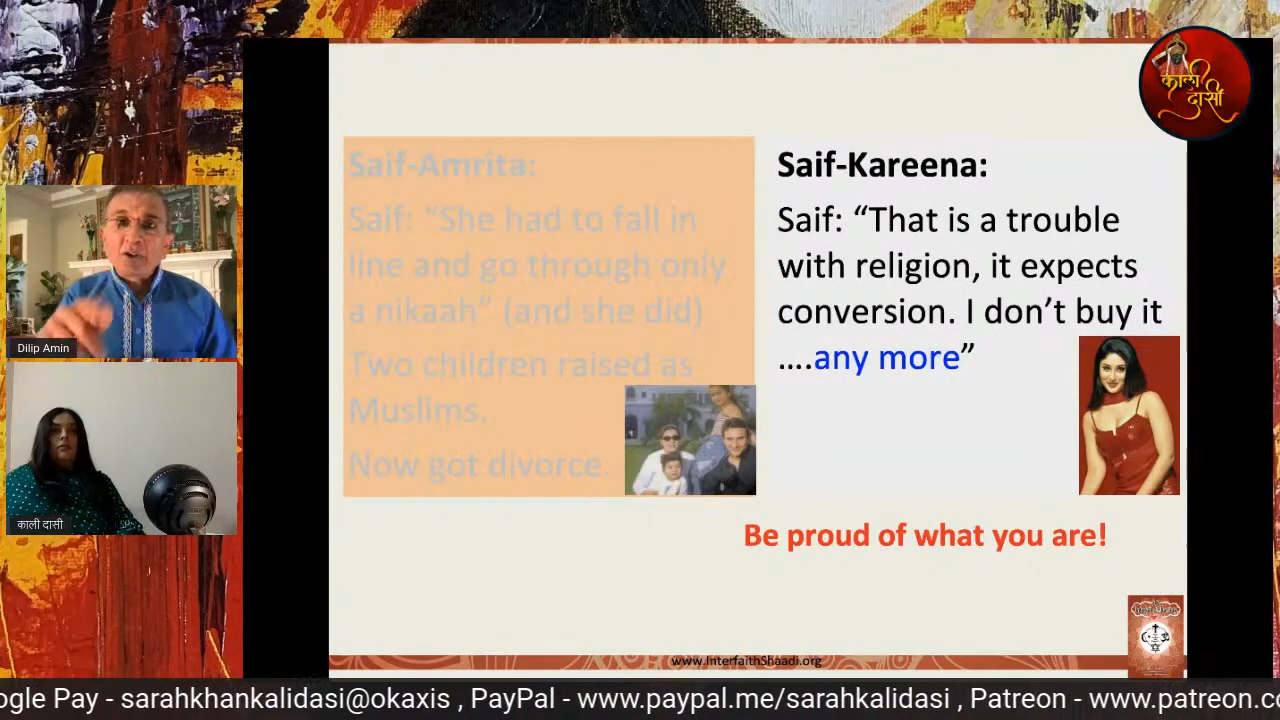 काली
दासी
Saif-Amrita:
Saif: “She had to fall in
line and go through only
a nikaah” (and she did)
Two children raised as
Muslims.
Now got divorce.
Saif-Kareena:
Saif: “That is a trouble
with religion, it expects
conversion. I don’t buy it
….any more”
Be proud of what you are!
Dilip Amin
काली दासी
www.InterfaithShaadi.org
ogle Pay - sarahkhankalidasi@okaxis , PayPal - www.paypal.me/sarahkalidasi , Patreon - www.patreon.c